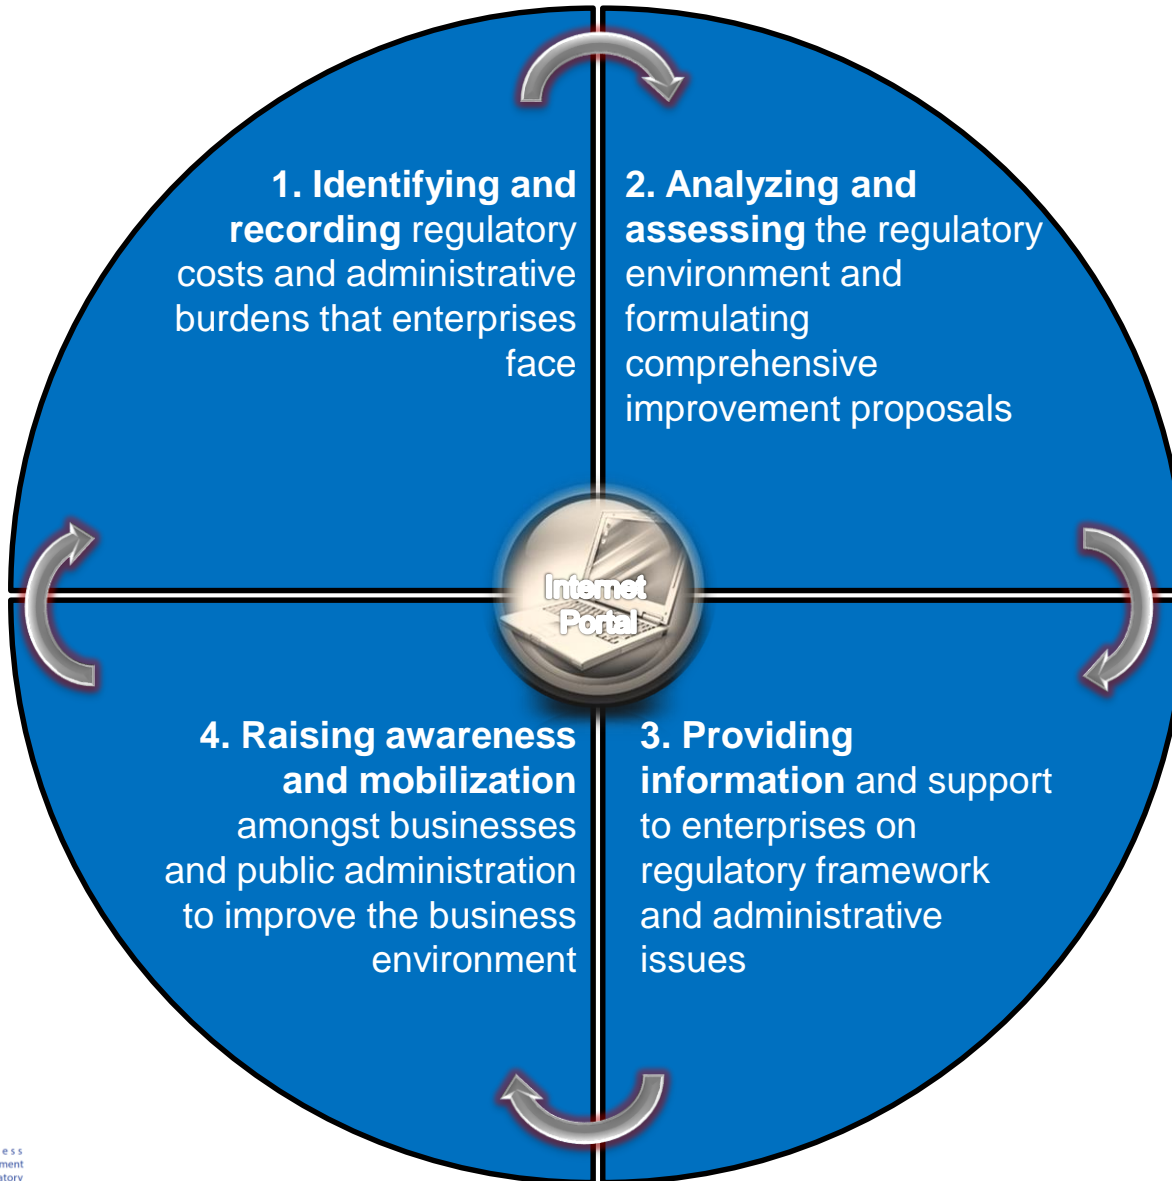 1. Identifying and
recording regulatory
costs and administrative
burdens that enterprises
face
2. Analyzing and
assessing the regulatory
environment and
formulating
comprehensive
improvement proposals
Internet
Portal
3. Providing
information and support
to enterprises on
regulatory framework
and administrative
issues
4. Raising awareness
and mobilization
amongst businesses
and public administration
to improve the business
environment